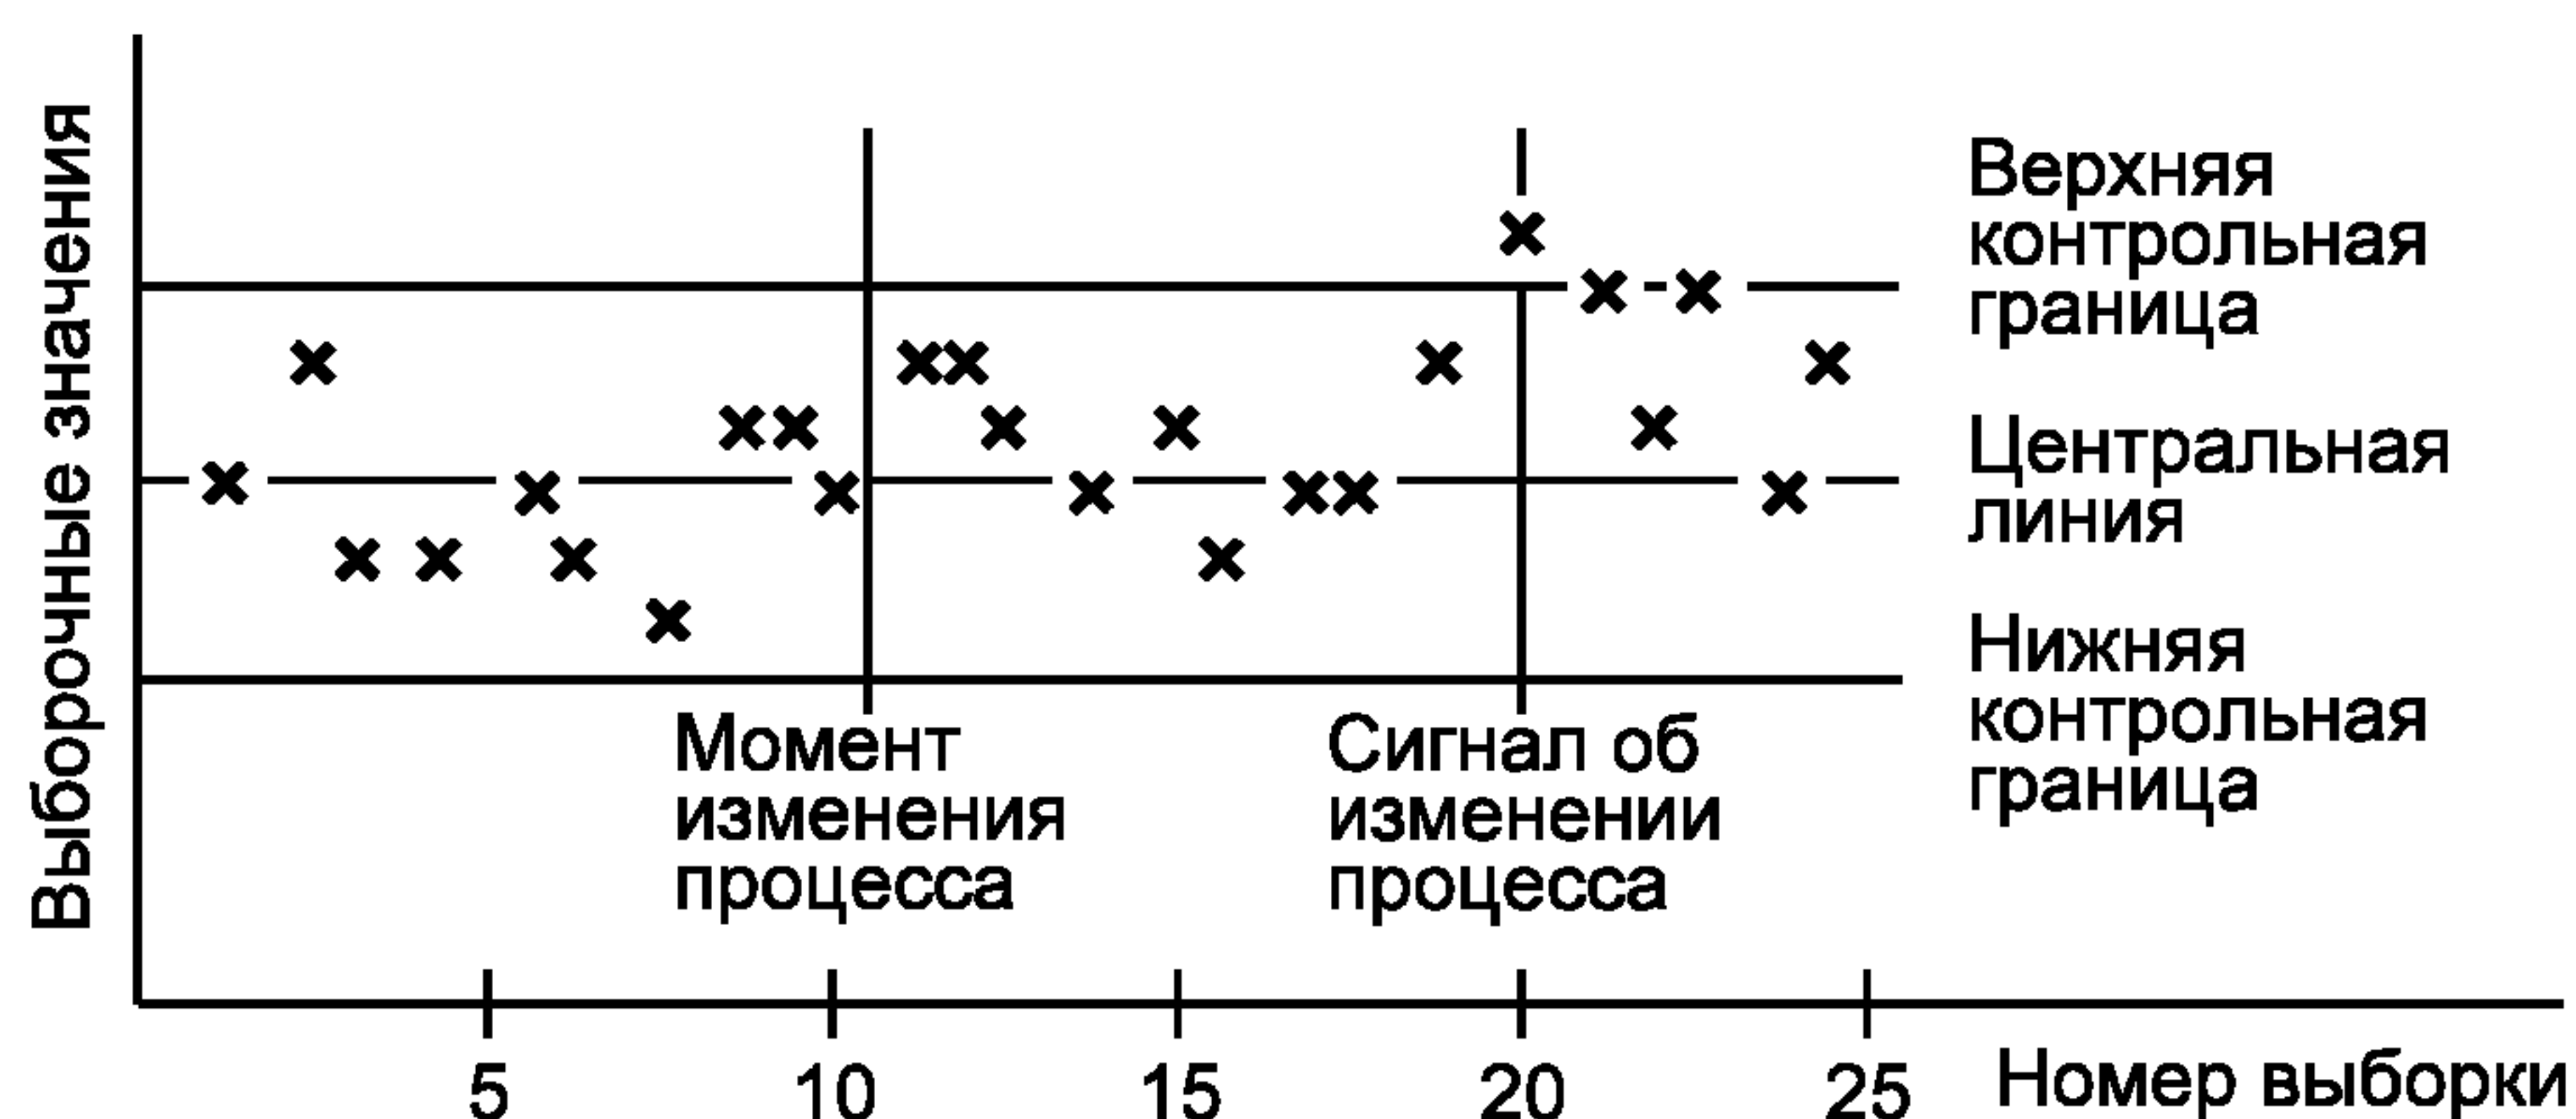 Выборочные значения
Верхняя
контрольная
граница
Центральная
линия
Нижняя
контрольная
граница
Момент
изменения
процесса
Сигнал об
изменении
процесса
5 10 15 20 25 Номер выборки